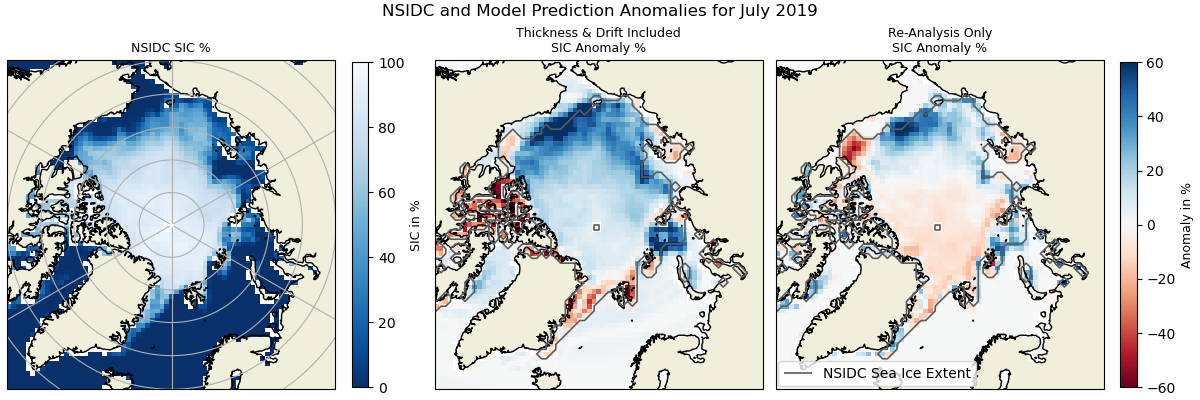 NSIDC and Model Prediction Anomalies for July 2019
NSIDC SIC %
100
80
60
40
20
0
SIC in %
Thickness & Drift Included
SIC Anomaly %
Re-Analysis Only
SIC Anomaly %
NSIDC Sea Ice Extent
60
40
20
0
−20
−40
−60
Anomaly in %